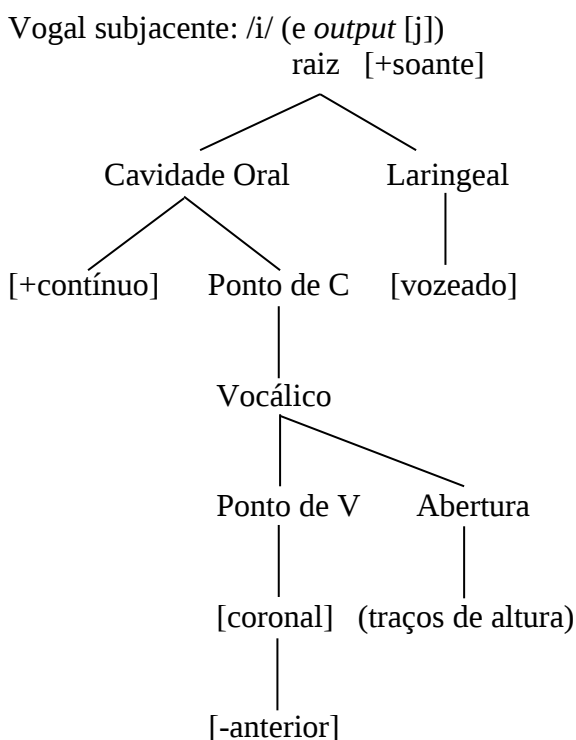 Vogal subjacente: /i/ (e output [j])
raiz [+soante]
Cavidade Oral Laringeal
[+contínuo] Ponto de C [vozeado]
Vocálico
Ponto de V Abertura
[coronal] (traços de altura)
[-anterior]